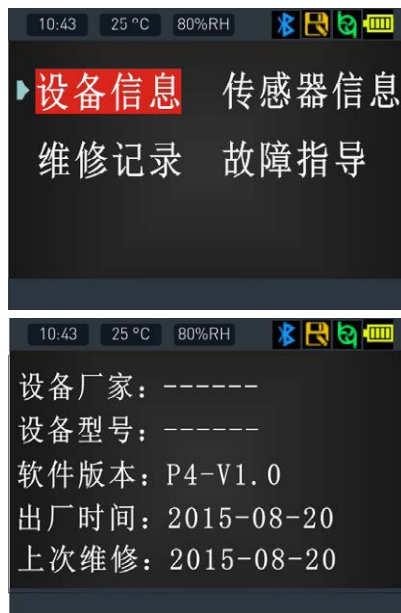 10:43 25 °C 80%RH
设备信息 传感器信息
维修记录 故障指导
10:43 25 °C 80%RH
设备厂家：------
设备型号：------
软件版本：P4-V1.0
出厂时间：2015-08-20
上次维修：2015-08-20